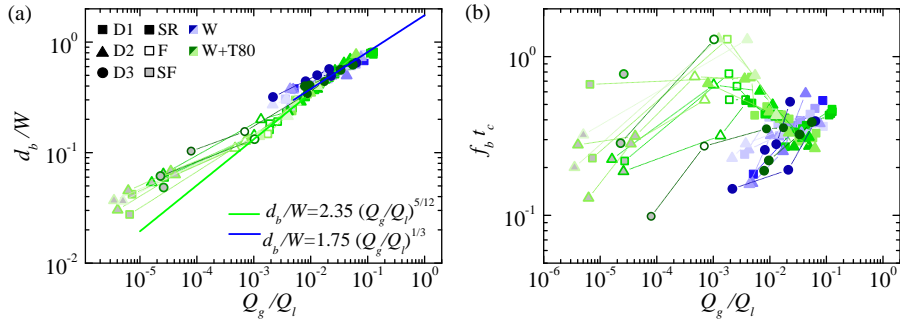 (a)
D1 SR W
D2 F W+T80
D3 SF
d_b/W
10^0
10^-1
10^-2
d_b/W=2.35 (Q_g/Q_l)^5/12
d_b/W=1.75 (Q_g/Q_l)^1/3
10^-5 10^-4 10^-3 10^-2 10^-1 10^0
Q_g/Q_l
(b)
f_b t_c
10^0
10^-1
10^-6 10^-5 10^-4 10^-3 10^-2 10^-1 10^0
Q_g/Q_l